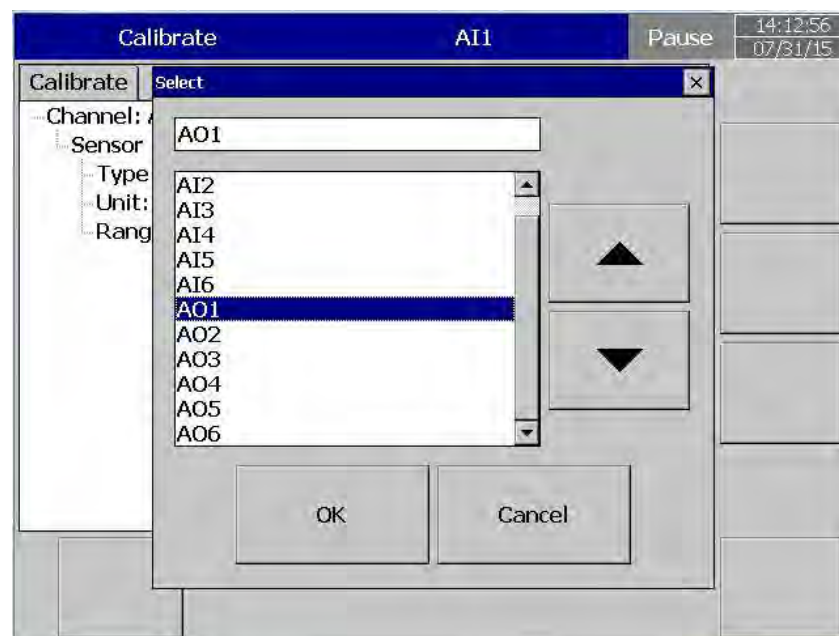 Calibrate AI1 Pause 14:12:56
07/31/15
Calibrate Select
Channel:
AO1
Sensor
Type
Unit:
Rang
AI2
AI3
AI4
AI5
AI6
AO1
AO2
AO3
AO4
AO5
AO6
OK Cancel